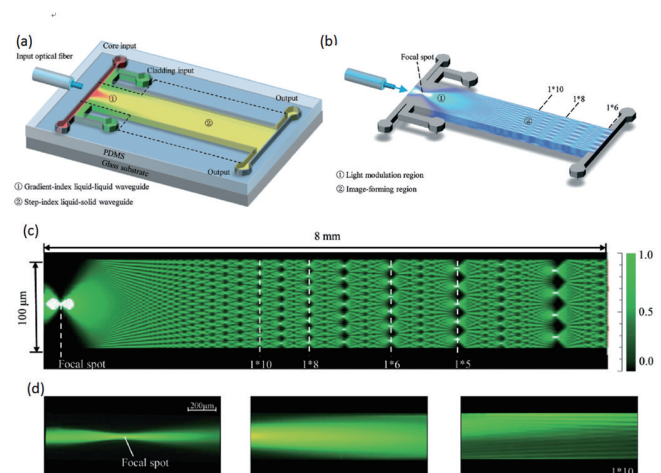 (a)
Core input
Input optical fiber
Cladding input
①
②
Output
PDMS
Glass substrate
Output
① Gradient-index liquid-liquid waveguide
② Step-index liquid-solid waveguide
(b)
Focal spot
1*10
1*8
1*6
①
②
① Light modulation region
② Image-forming region
(c)
8 mm
100 μm
1.0
0.5
0.0
Focal spot
1*10
1*8
1*6
1*5
(d)
200μm
Focal spot
1*10